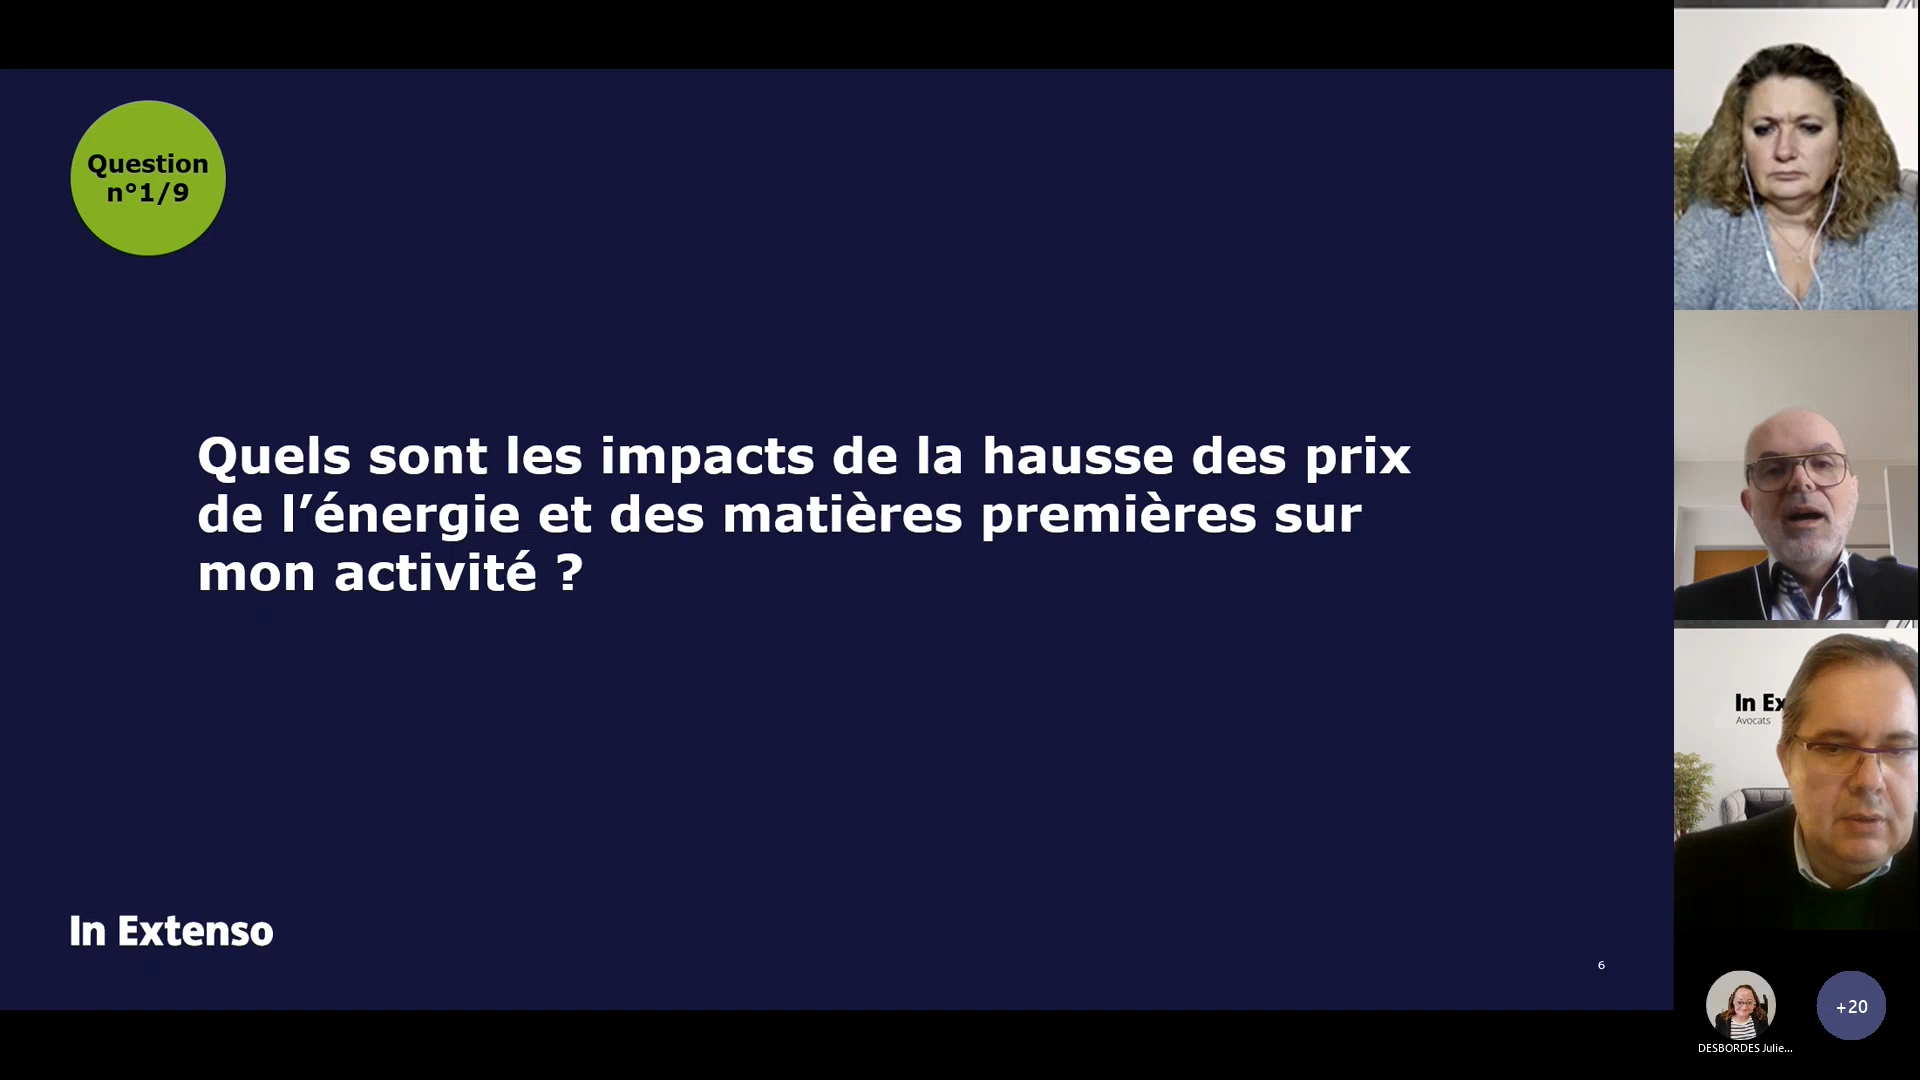 Question
n°1/9
Quels sont les impacts de la hausse des prix
de l’énergie et des matières premières sur
mon activité ?
In Extenso
6
In Ex
Avocats
DESBORDES Julie...
+20